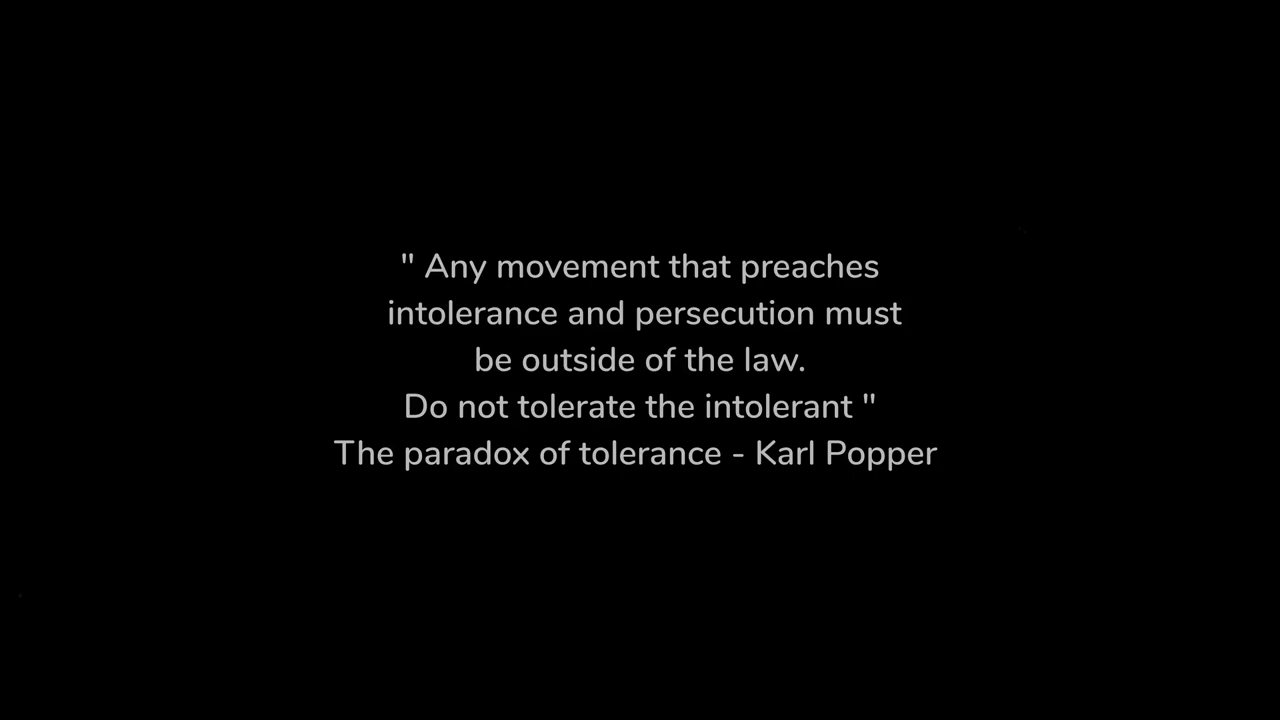 " Any movement that preaches
intolerance and persecution must
be outside of the law.
Do not tolerate the intolerant "
The paradox of tolerance - Karl Popper